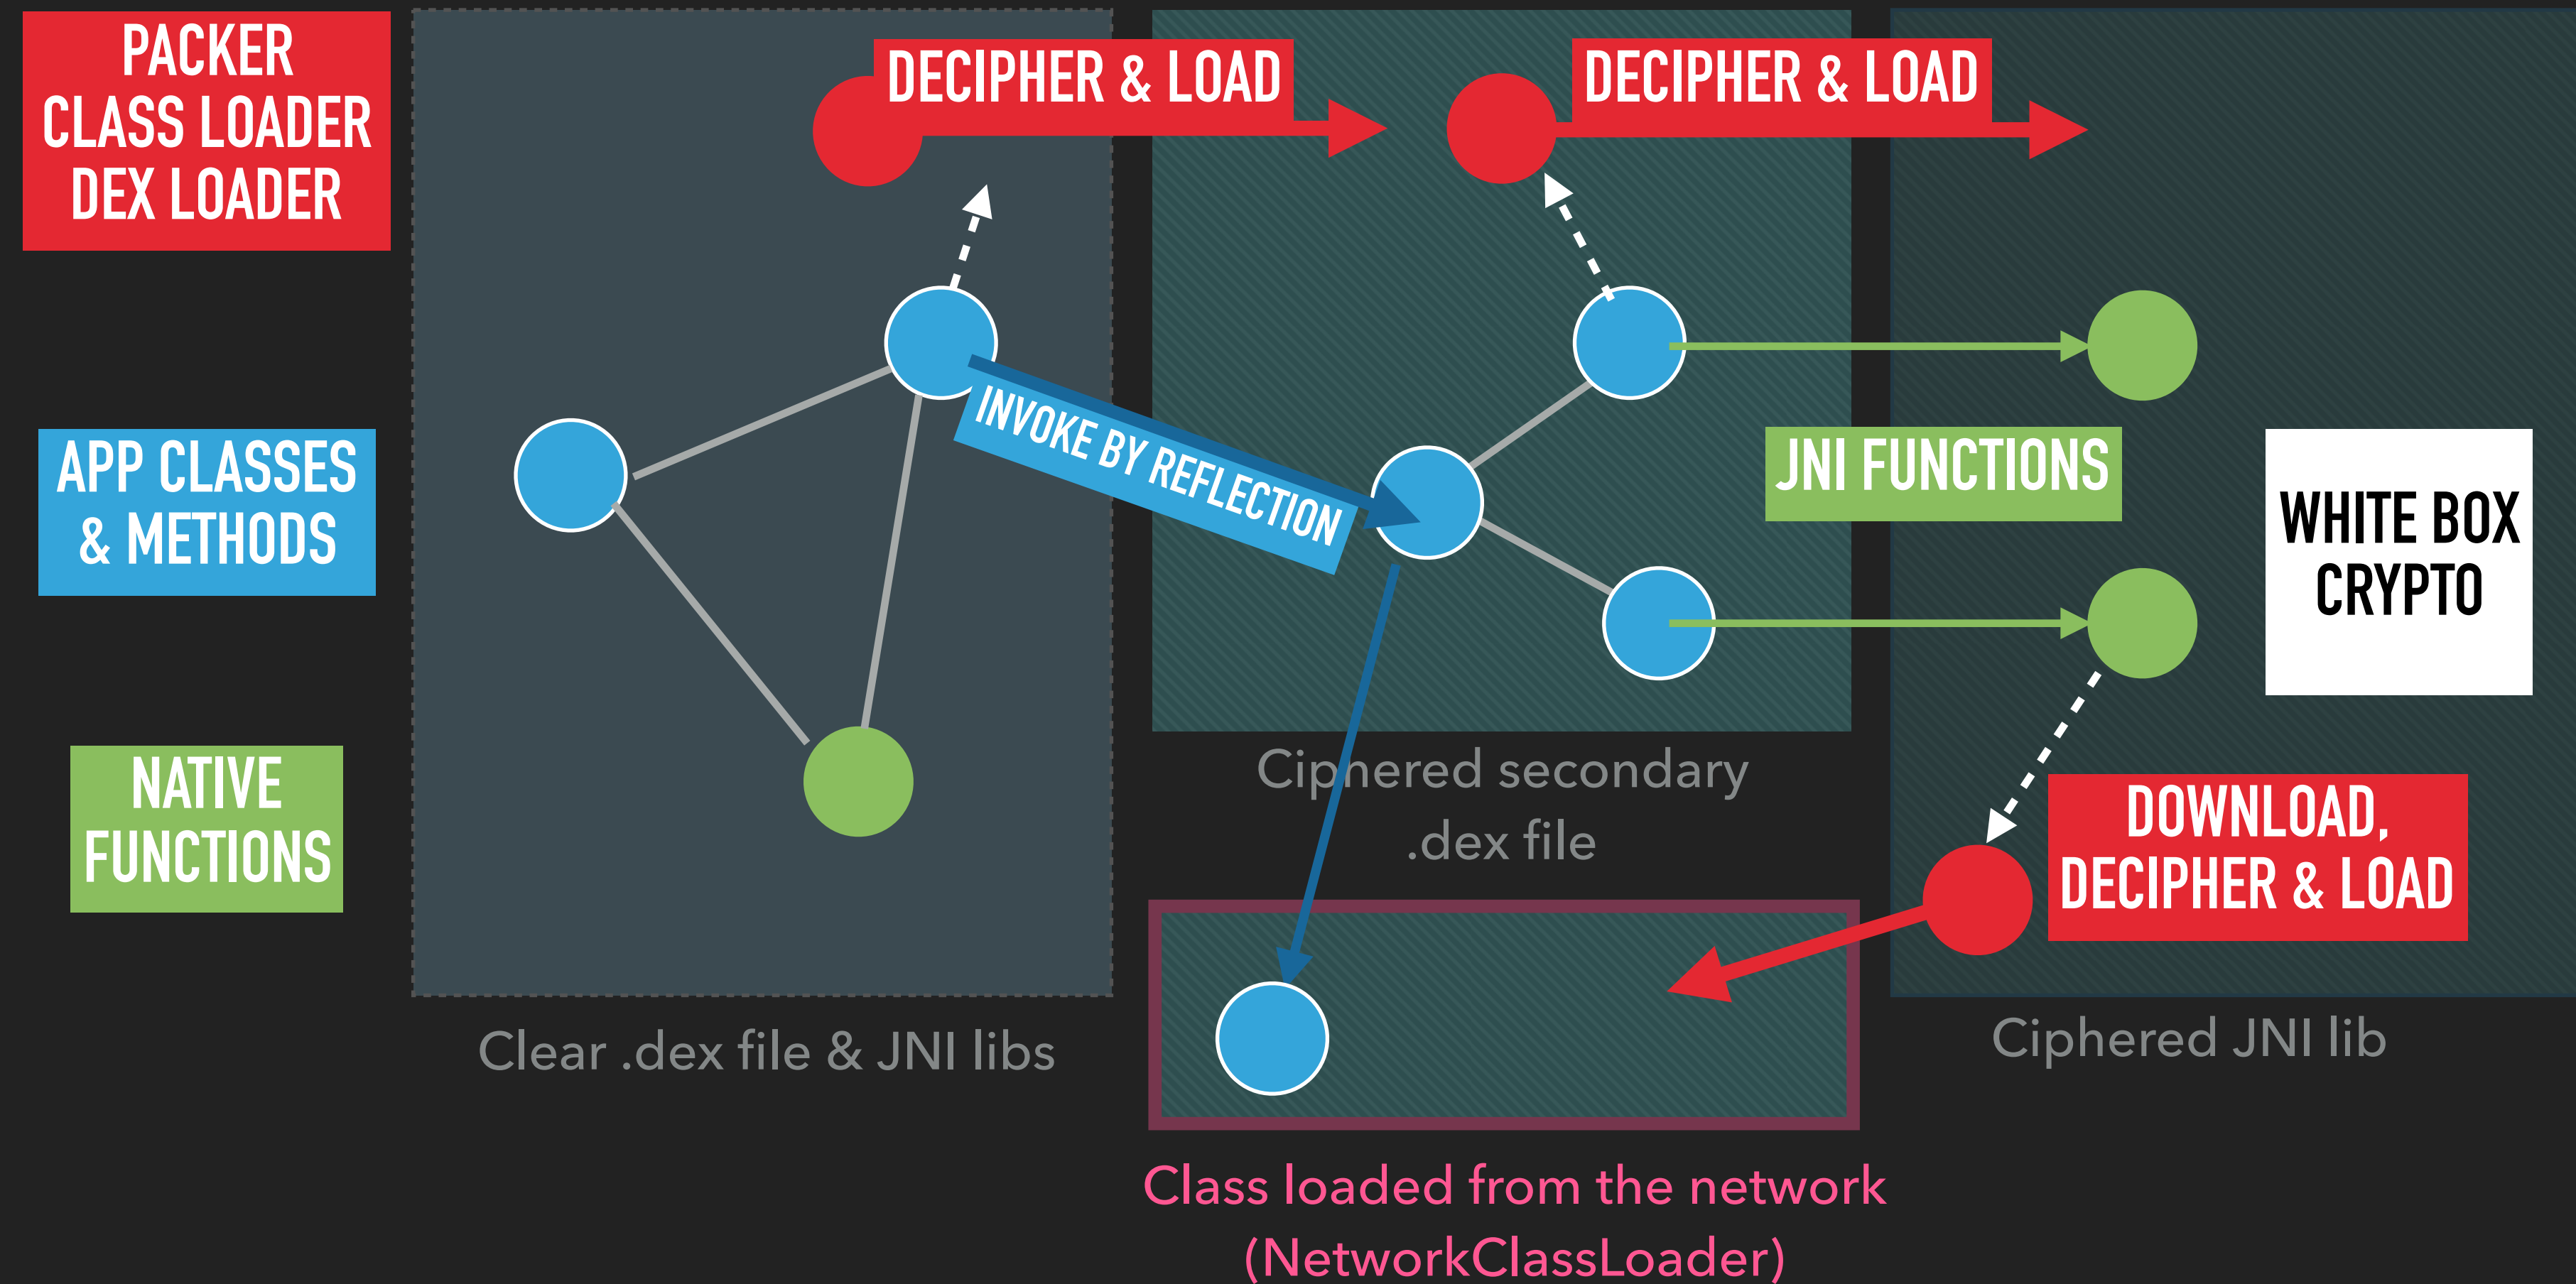 PACKER
CLASS LOADER
DEX LOADER
DECIPHER & LOAD
DECIPHER & LOAD
APP CLASSES
& METHODS
INVOKE BY REFLECTION
JNI FUNCTIONS
WHITE BOX
CRYPTO
NATIVE
FUNCTIONS
Ciphered secondary
.dex file
DOWNLOAD,
DECIPHER & LOAD
Clear .dex file & JNI libs
Ciphered JNI lib
Class loaded from the network
(NetworkClassLoader)